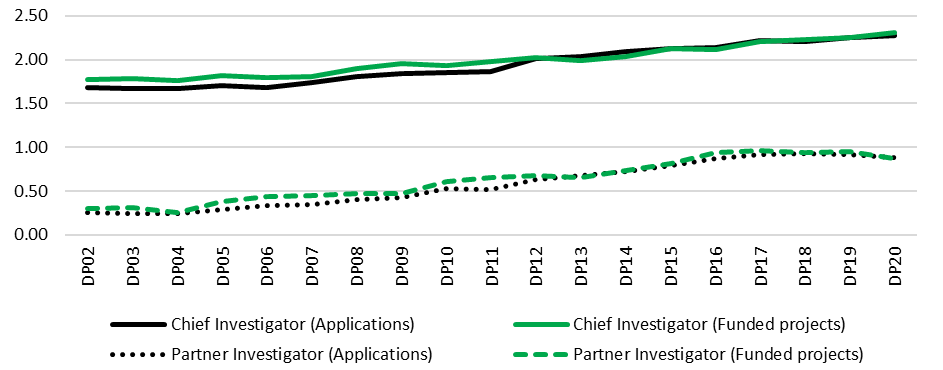 2.50
2.00
1.50
1.00
0.50
0.00
DP02 DP03 DP04 DP05 DP06 DP07 DP08 DP09 DP10 DP11 DP12 DP13 DP14 DP15 DP16 DP17 DP18 DP19 DP20
Chief Investigator (Applications) Chief Investigator (Funded projects)
Partner Investigator (Applications) Partner Investigator (Funded projects)